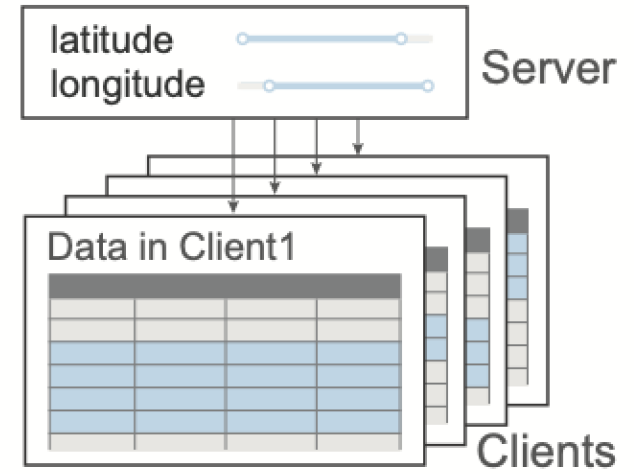 latitude
longitude
Server
Data in Client1
Clients